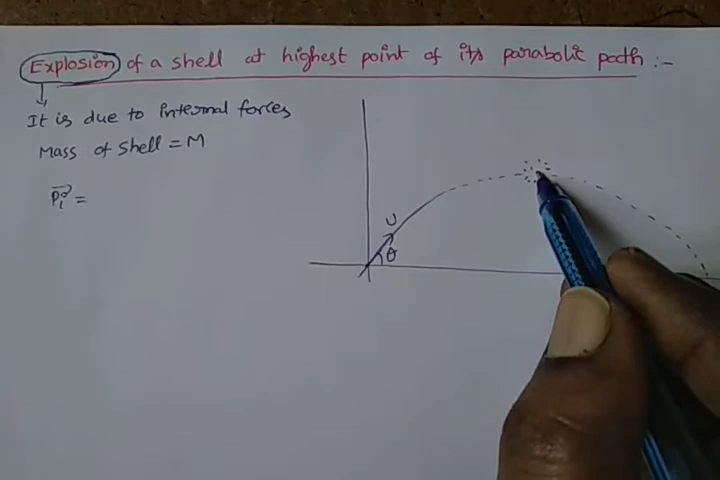 Explosion of a shell at highest point of its parabolic path :-
It is due to internal forces
Mass of shell = M
P⃗₁ =
U
θ